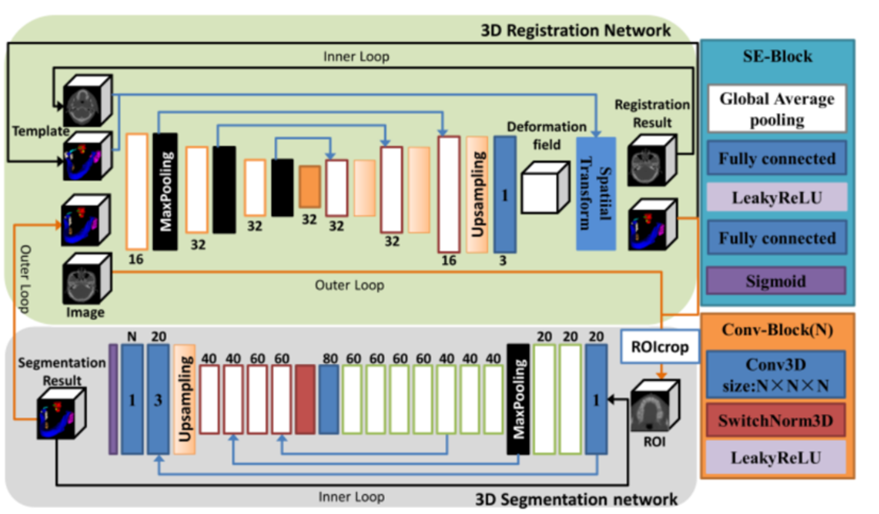 3D Registration Network
Inner Loop
Template
MaxPooling
16
32
32
32
32
32
16
Upsampling
1
3
Deformation
field
Spatiial
Transform
Registration
Result
Outer Loop
Image
Outer Loop
SE-Block
Global Average
pooling
Fully connected
LeakyReLU
Fully connected
Sigmoid
Conv-Block(N)
Conv3D
size:N×N×N
SwitchNorm3D
LeakyReLU
ROIcrop
ROI
Segmentation
Result
N 20
1 3
Upsampling
40 40 60 60 80 60 60 60 60 40 40 40
MaxPooling
20 20 20
1
Inner Loop
3D Segmentation network